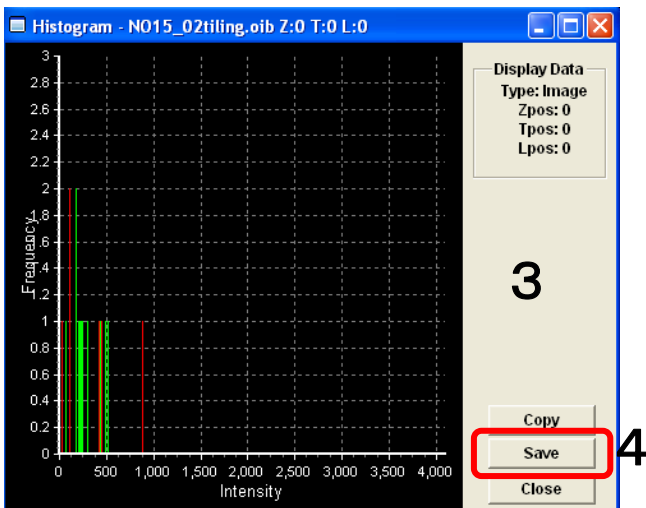 Histogram - NO15_02tiling.oib Z:0 T:0 L:0
3
2.8
2.6
2.4
2.2
2
1.8
1.6
1.4
1.2
1
0.8
0.6
0.4
0.2
0
Frequency
0 500 1,000 1,500 2,000 2,500 3,000 3,500 4,000
Intensity
Display Data
Type: Image
Zpos: 0
Tpos: 0
Lpos: 0
3
Copy
Save
4
Close